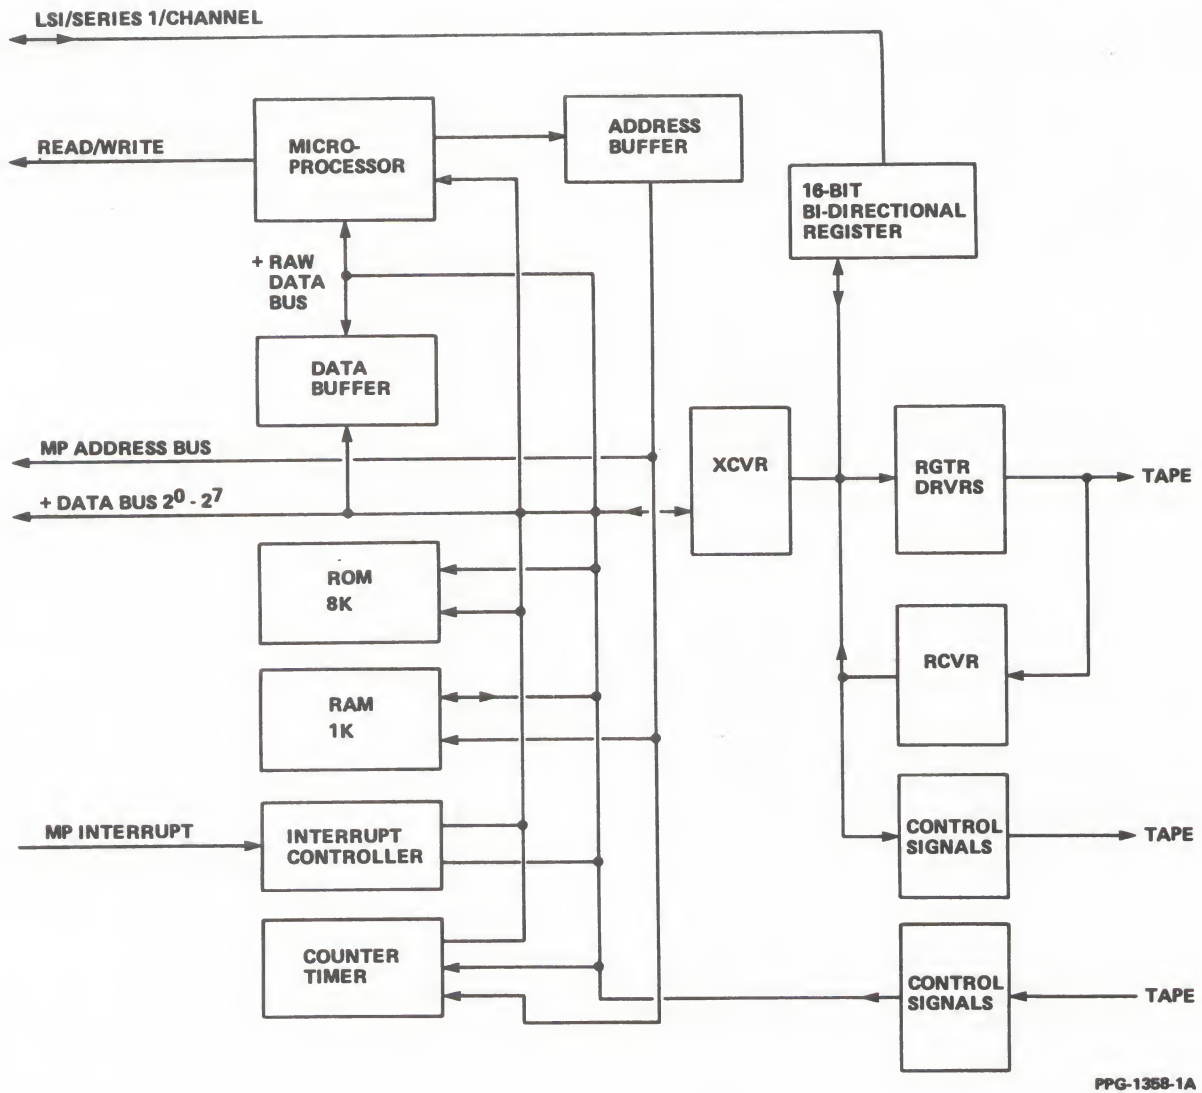 LSI/SERIES 1/CHANNEL
READ/WRITE
MICRO-
PROCESSOR
ADDRESS
BUFFER
16-BIT
BI-DIRECTIONAL
REGISTER
+ RAW
DATA
BUS
DATA
BUFFER
MP ADDRESS BUS
+ DATA BUS 2⁰ - 2⁷
XCVR
RGTR
DRVRS
TAPE
ROM
8K
RCVR
RAM
1K
MP INTERRUPT
INTERRUPT
CONTROLLER
CONTROL
SIGNALS
TAPE
COUNTER
TIMER
CONTROL
SIGNALS
TAPE
PPG-1358-1A